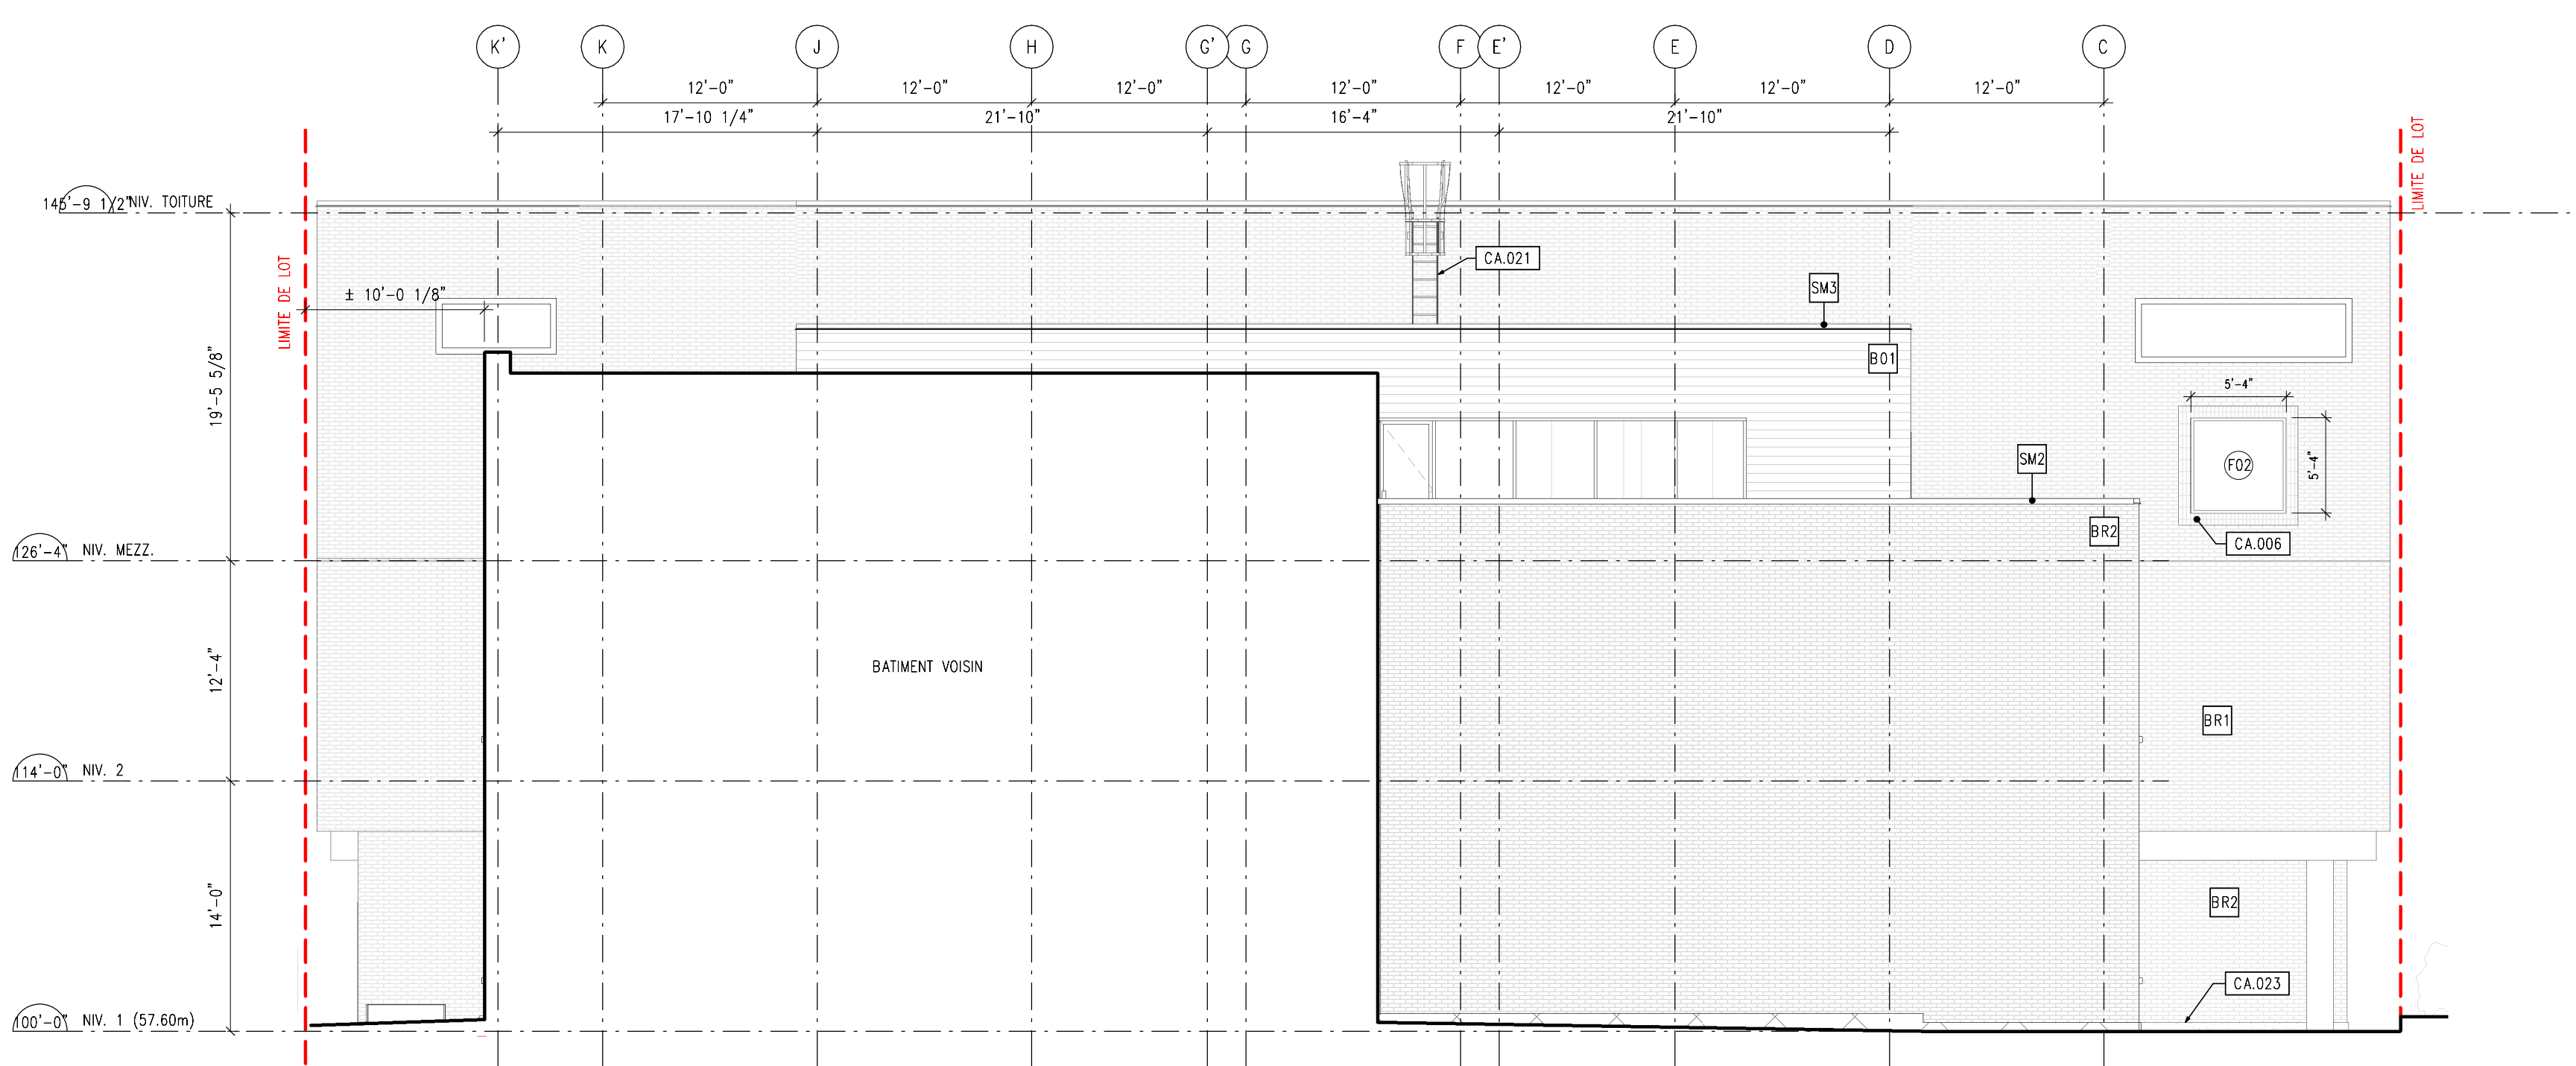 K' K J H G' G F E' E D C
12'-0" 12'-0" 12'-0" 12'-0" 12'-0" 12'-0" 12'-0"
17'-10 1/4" 21'-10" 16'-4" 21'-10"
LIMITE DE LOT
145'-9 1/2" NIV. TOITURE
CA.021
LIMITE DE LOT
SM3
± 10'-0 1/8"
B01
5'-4"
19'-5 5/8"
SM2
F02
5'-4"
BR2
CA.006
126'-4" NIV. MEZZ.
12'-4"
BATIMENT VOISIN
BR1
114'-0" NIV. 2
14'-0"
BR2
CA.023
100'-0" NIV. 1 (57.60m)